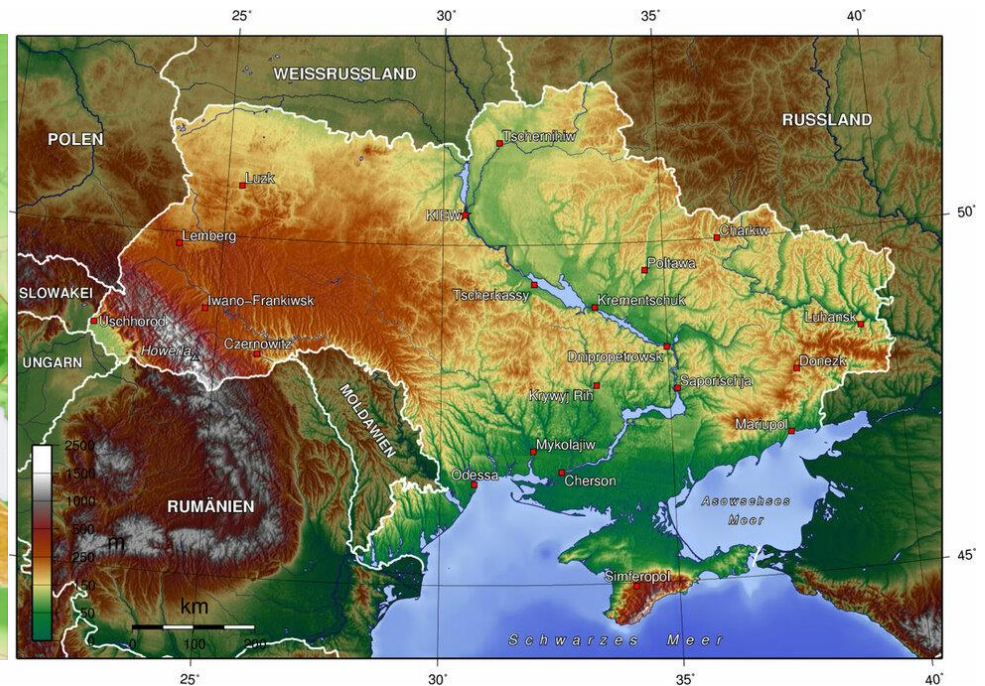 25°
30°
35°
40°
WEISSRUSSLAND
RUSSLAND
POLEN
Tschernihiw
Luzk
50°
KIEW
Lemberg
Charkiw
Poltawa
SLOWAKEI
Tscherkassy
Krementschuk
Iwano-Frankiwsk
Uschhorod
Luhansk
Howerla
Czernowitz
Dnipropetrowsk
Donezk
UNGARN
Saporischja
Krywyj Rih
MOLDAWIEN
Mariupol
Mykolajiw
2500
1500
1000
500
250
150
50
0
m
Odessa
Cherson
Asowsches
Meer
RUMÄNIEN
45°
Simferopol
km
0
100
200
Schwarzes Meer
25°
30°
35°
40°